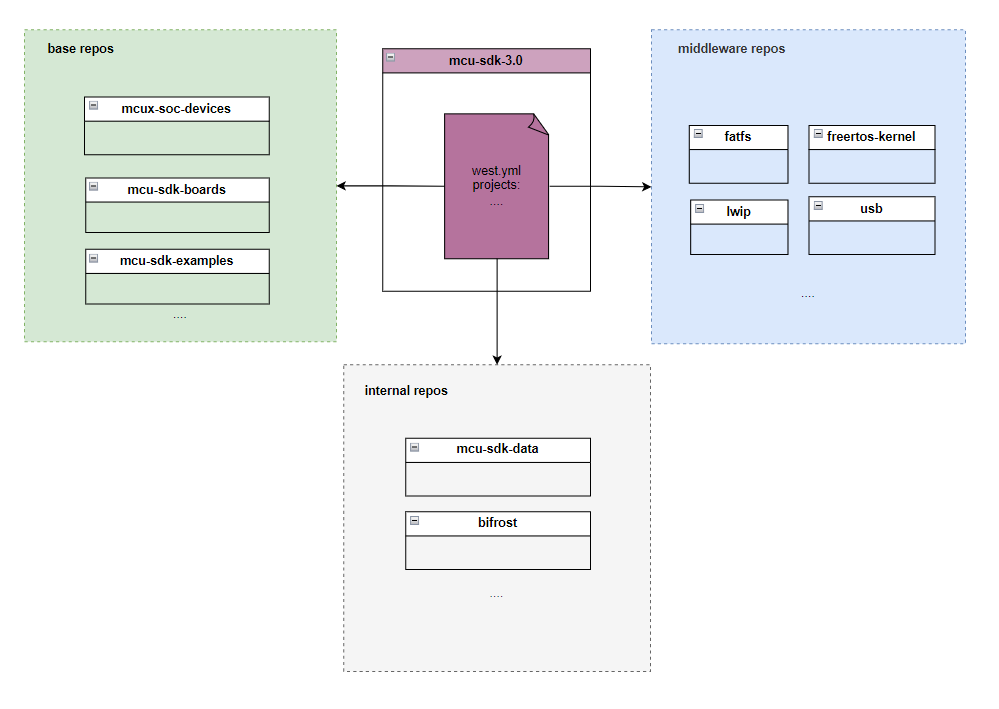 base repos
mcux-soc-devices
mcu-sdk-boards
mcu-sdk-examples
....
mcu-sdk-3.0
west.yml
projects:
....
middleware repos
fatfs
freertos-kernel
lwip
usb
....
internal repos
mcu-sdk-data
bifrost
....